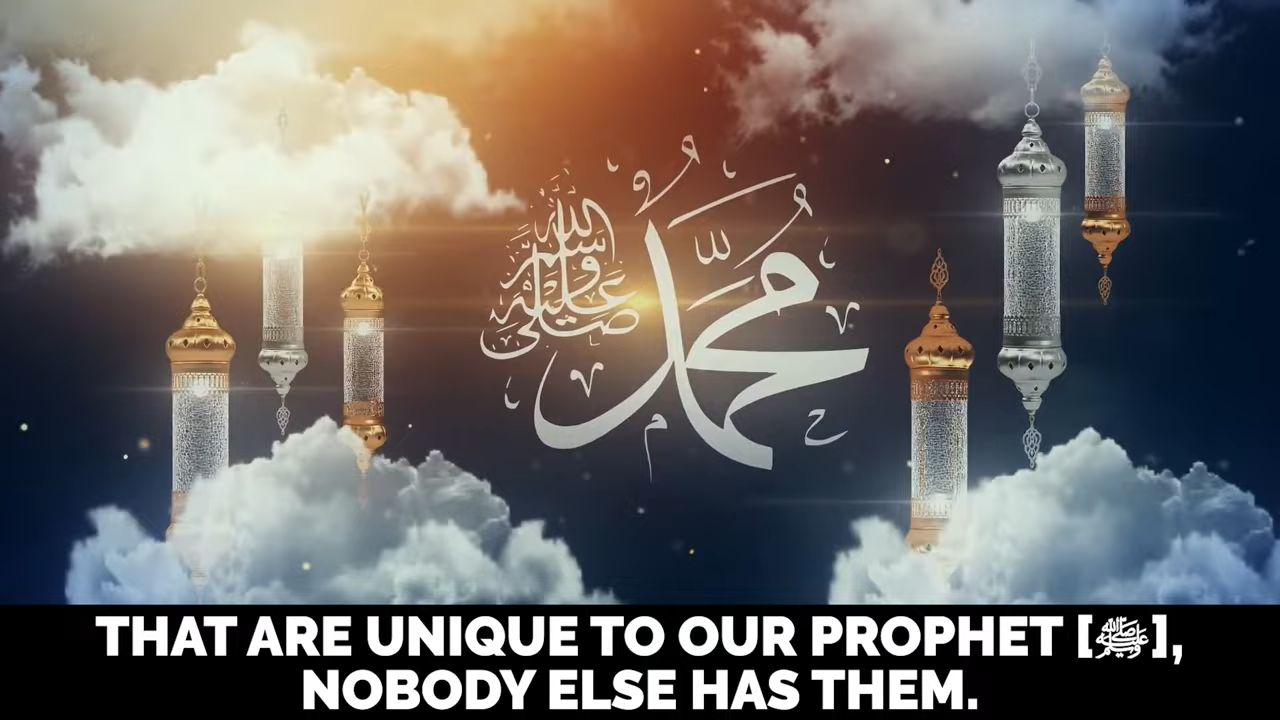 محمد
صلى الله عليه وسلم
THAT ARE UNIQUE TO OUR PROPHET [ﷺ],
NOBODY ELSE HAS THEM.